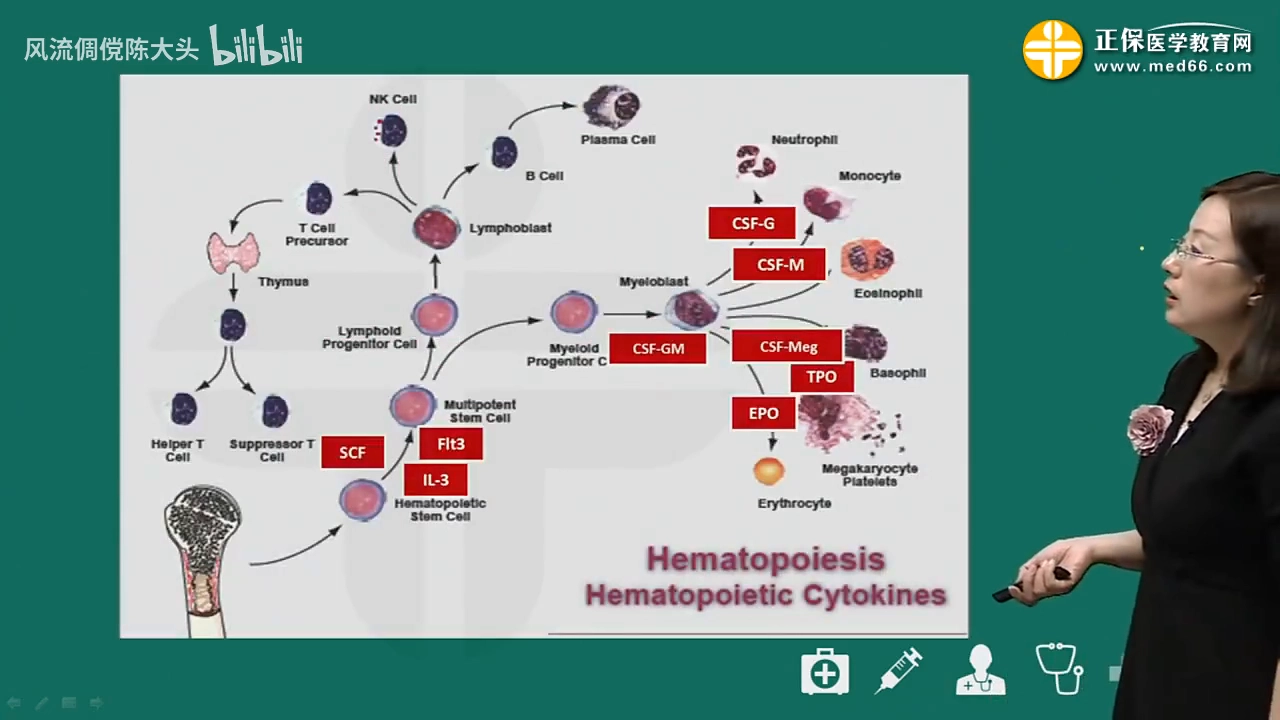 风流倜傥陈大头 bilibili
正保医学教育网
www.med66.com
NK Cell
Plasma Cell
B Cell
T Cell
Precursor
Lymphoblast
Thymus
Lymphoid
Progenitor Cell
Helper T
Cell
Suppressor T
Cell
Multipotent
Stem Cell
SCF
Flt3
IL-3
Hematopoietic
Stem Cell
Myeloid
Progenitor C
Myeloblast
CSF-GM
Neutrophil
Monocyte
CSF-G
CSF-M
Eosinophil
CSF-Meg
Basophil
TPO
EPO
Megakaryocyte
Platelets
Erythrocyte
Hematopoiesis
Hematopoietic Cytokines